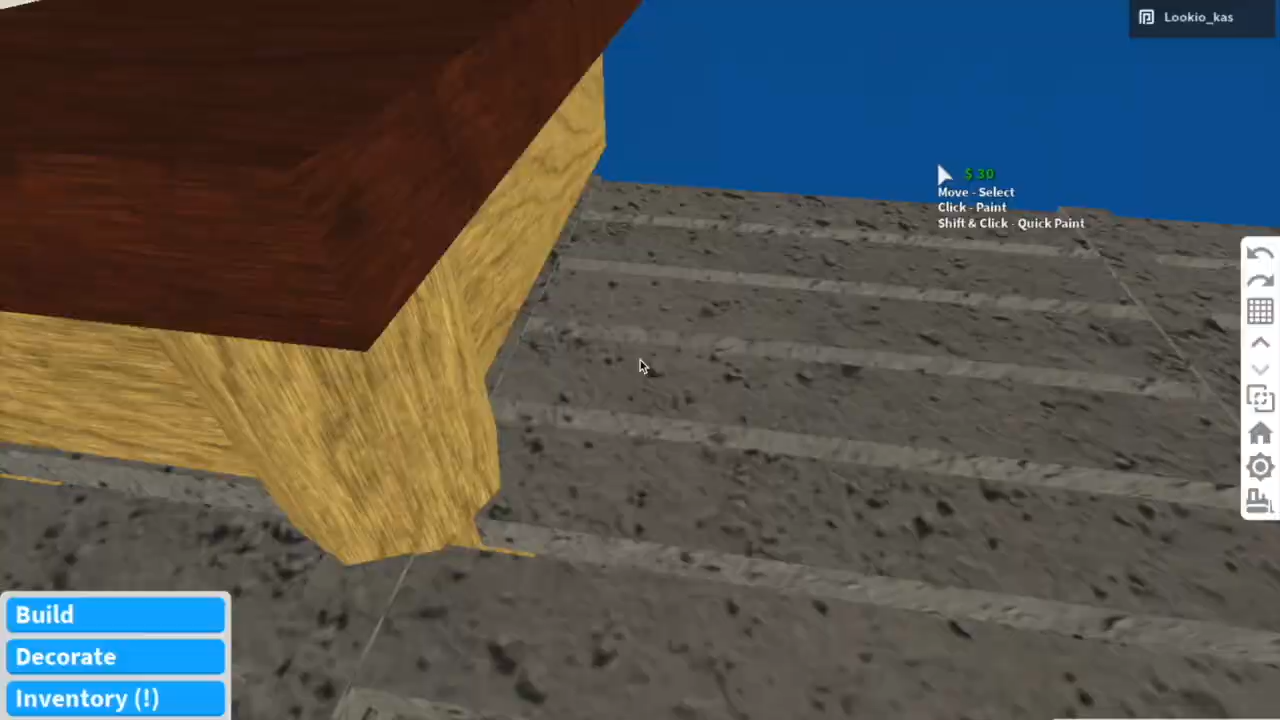 Lookio_kas
$ 30
Move - Select
Click - Paint
Shift & Click - Quick Paint
Build
Decorate
Inventory (!)